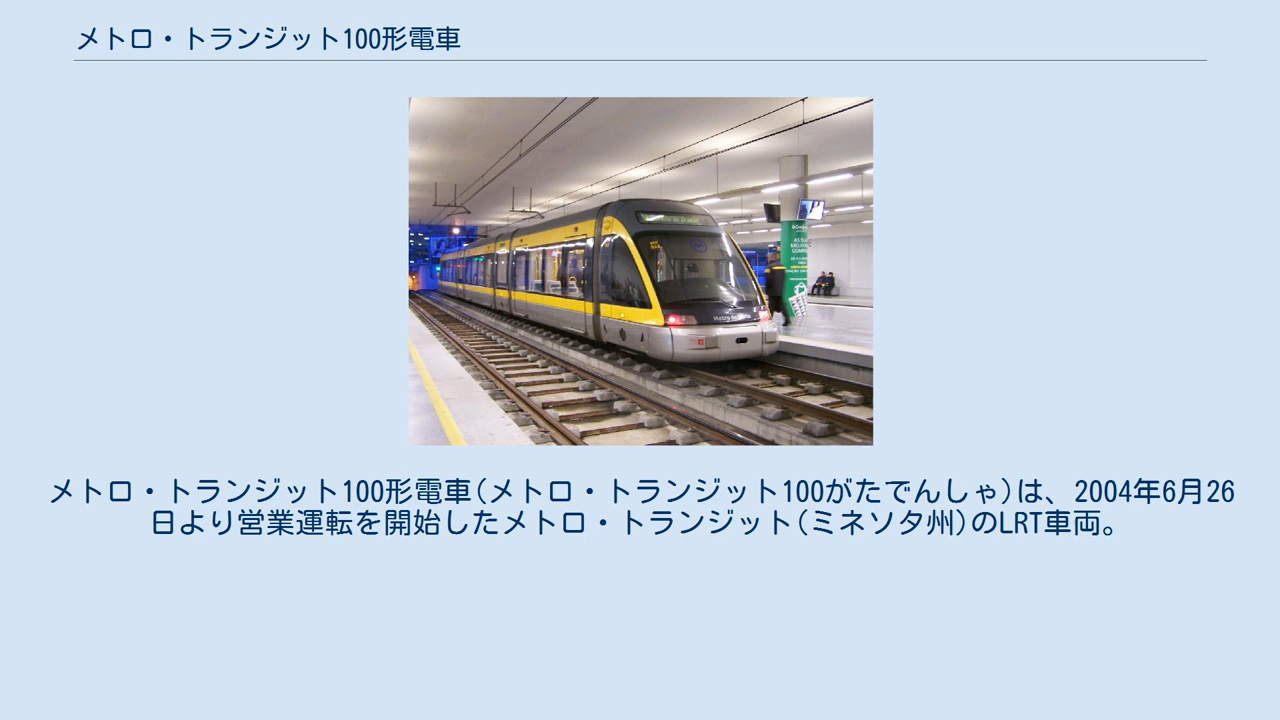 メトロ・トランジット100形電車
Metro do Porto
メトロ・トランジット100形電車(メトロ・トランジット100がたでんしゃ)は、2004年6月26
日より営業運転を開始したメトロ・トランジット(ミネソタ州)のLRT車両。